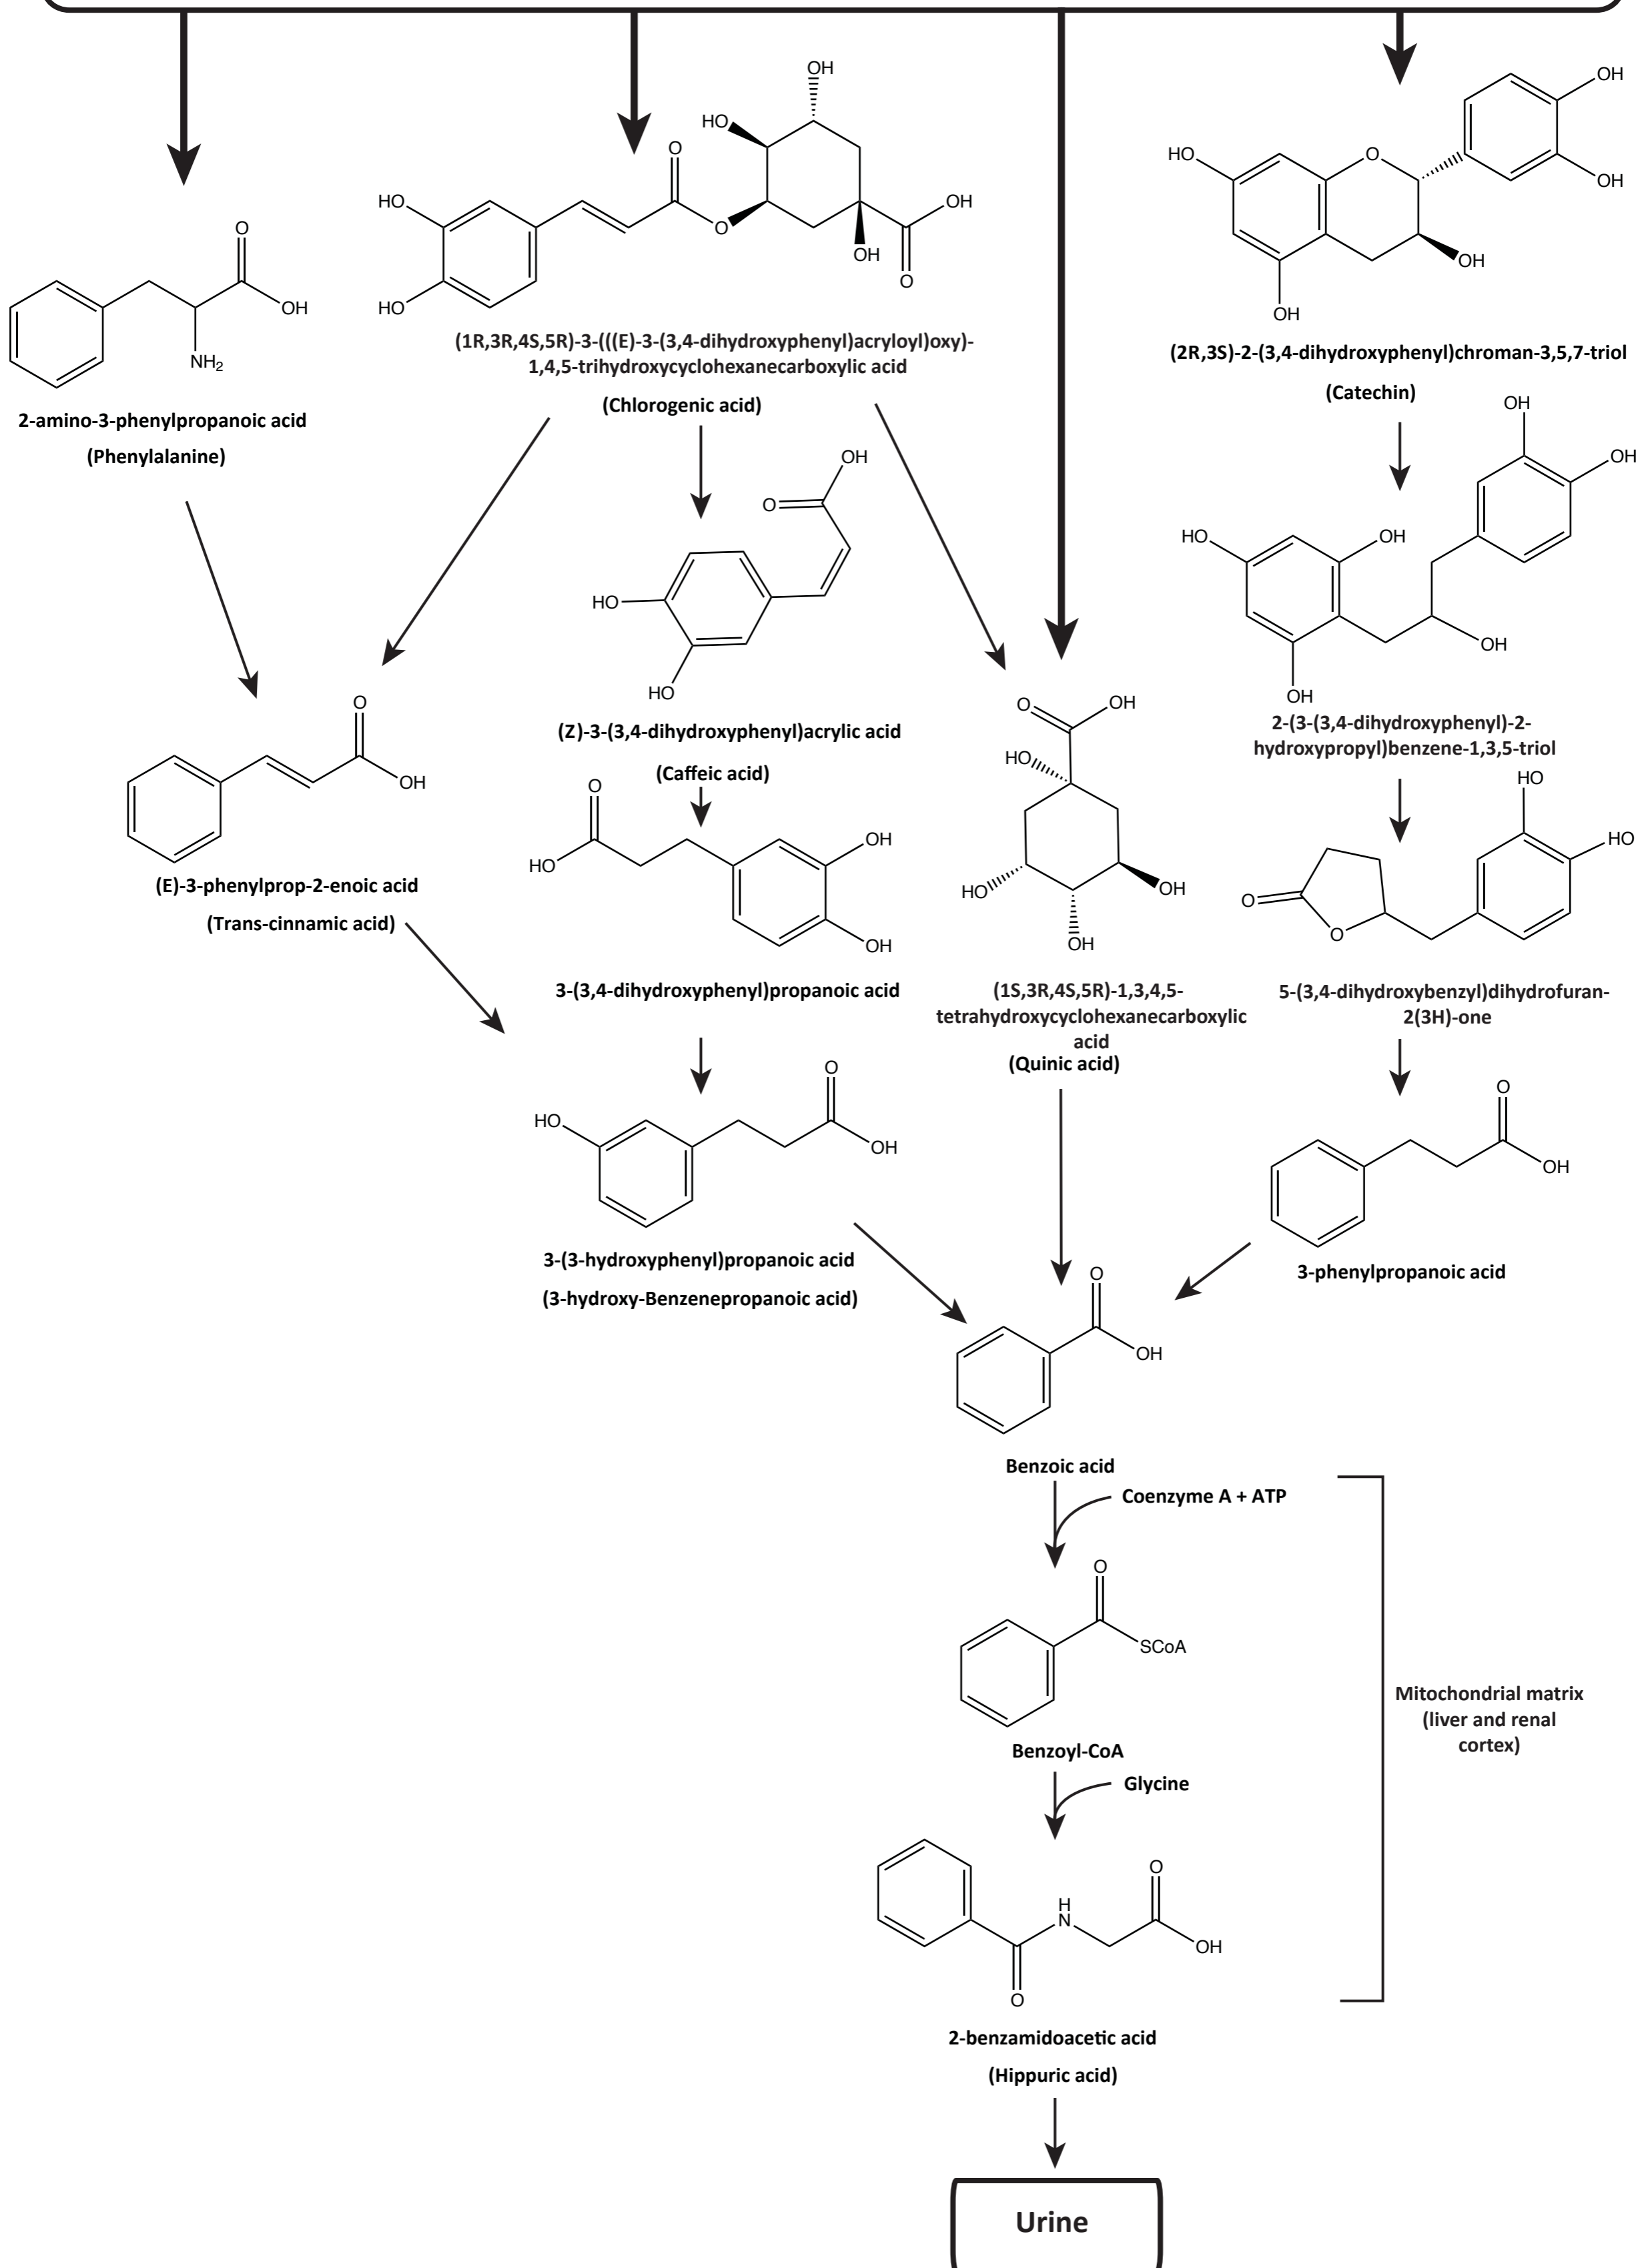 OH
HO
O
HO
O
OH
OH
O
HO
OH
HO
O
OH
OH
OH
O
OH
NH2
(1R,3R,4S,5R)-3-(((E)-3-(3,4-dihydroxyphenyl)acryloyl)oxy)-
1,4,5-trihydroxycyclohexanecarboxylic acid
(Chlorogenic acid)
(2R,3S)-2-(3,4-dihydroxyphenyl)chroman-3,5,7-triol
(Catechin)
2-amino-3-phenylpropanoic acid
(Phenylalanine)
OH
O
HO
HO
OH
OH
HO
OH
OH
OH
(Z)-3-(3,4-dihydroxyphenyl)acrylic acid
(Caffeic acid)
2-(3-(3,4-dihydroxyphenyl)-2-
hydroxypropyl)benzene-1,3,5-triol
O
OH
(E)-3-phenylprop-2-enoic acid
(Trans-cinnamic acid)
O
HO
OH
OH
3-(3,4-dihydroxyphenyl)propanoic acid
O
OH
HO
HO
OH
OH
(1S,3R,4S,5R)-1,3,4,5-
tetrahydroxycyclohexanecarboxylic
acid
(Quinic acid)
HO
HO
O
O
5-(3,4-dihydroxybenzyl)dihydrofuran-
2(3H)-one
HO
O
OH
3-(3-hydroxyphenyl)propanoic acid
(3-hydroxy-Benzenepropanoic acid)
O
OH
3-phenylpropanoic acid
O
OH
Benzoic acid
Coenzyme A + ATP
O
SCoA
Benzoyl-CoA
Glycine
Mitochondrial matrix
(liver and renal
cortex)
H
N
O
O
OH
2-benzamidoacetic acid
(Hippuric acid)
Urine